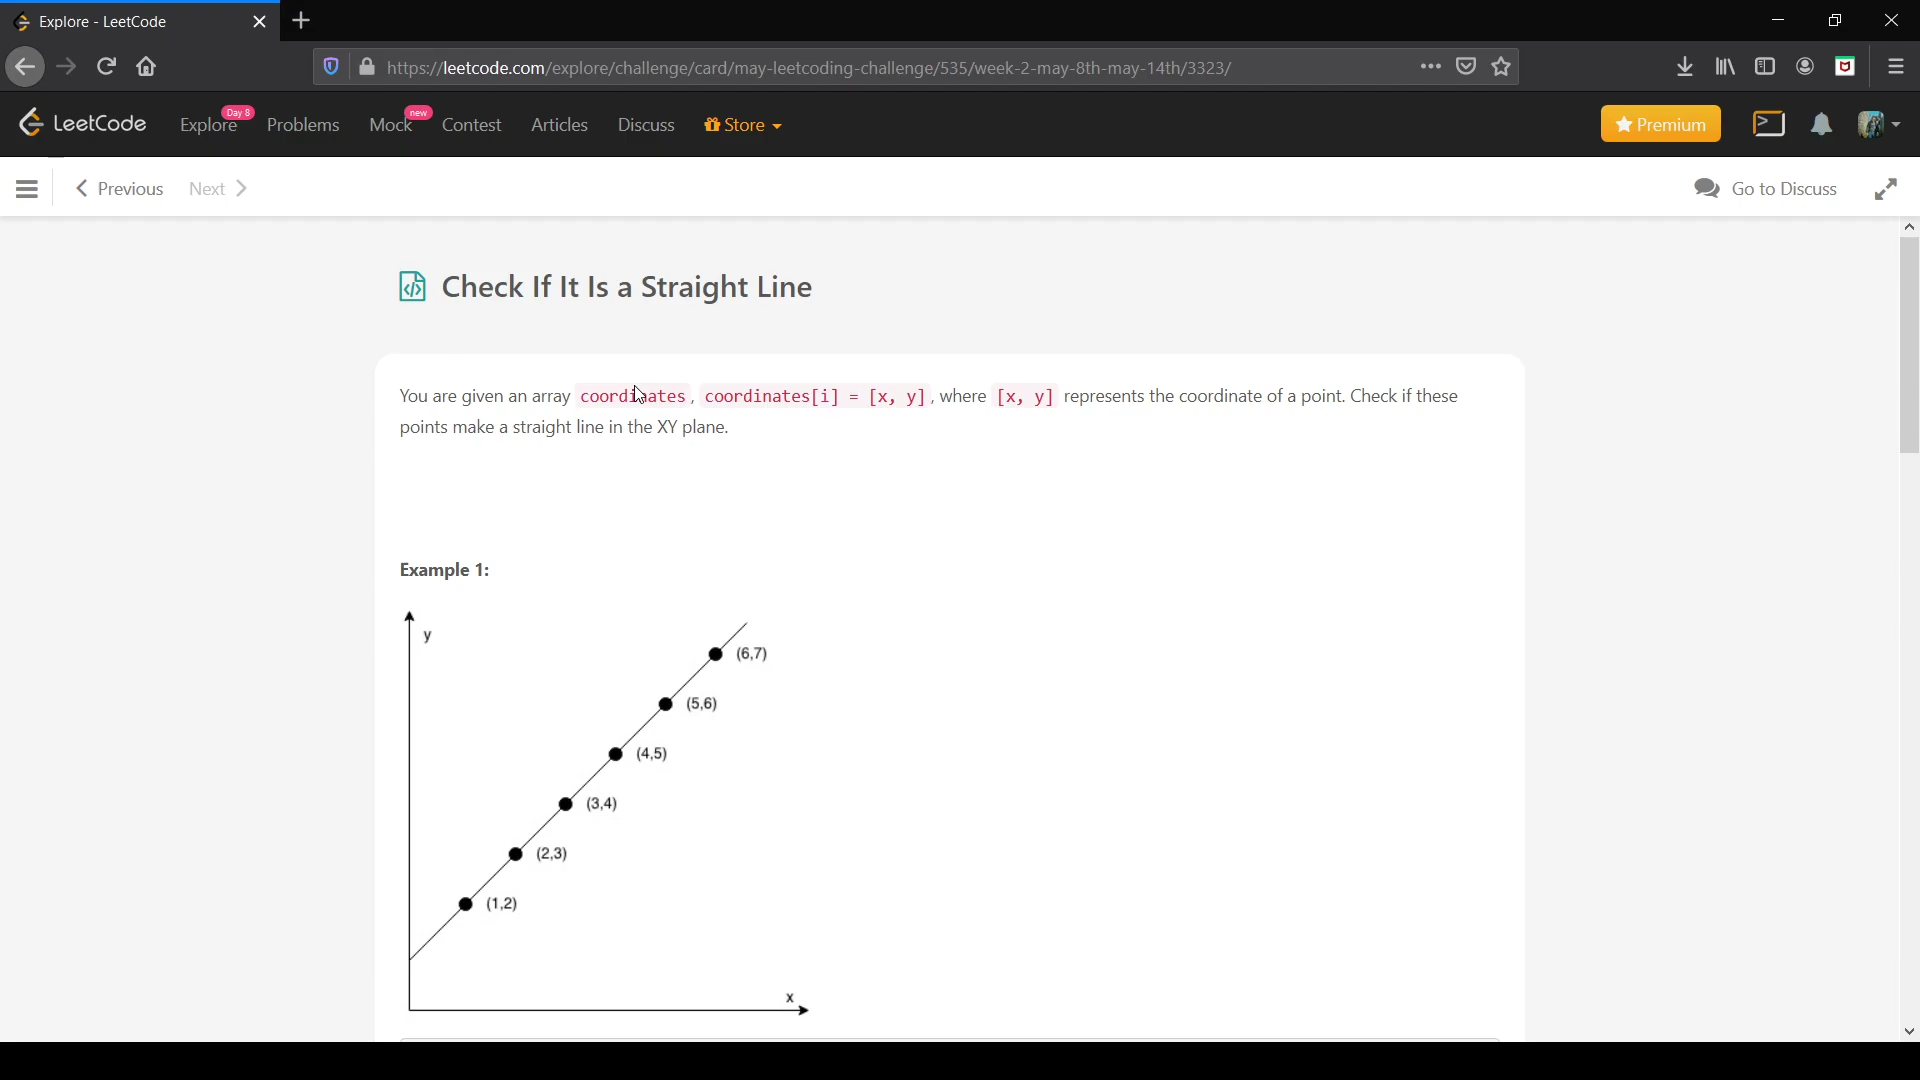 Explore - LeetCode
https://leetcode.com/explore/challenge/card/may-leetcoding-challenge/535/week-2-may-8th-may-14th/3323/
LeetCode Explore Day 8 Problems Mock new Contest Articles Discuss Store Premium
Previous Next Go to Discuss
Check If It Is a Straight Line
You are given an array coordinates, coordinates[i] = [x, y], where [x, y] represents the coordinate of a point. Check if these
points make a straight line in the XY plane.
Example 1:
y
(6,7)
(5,6)
(4,5)
(3,4)
(2,3)
(1,2)
x